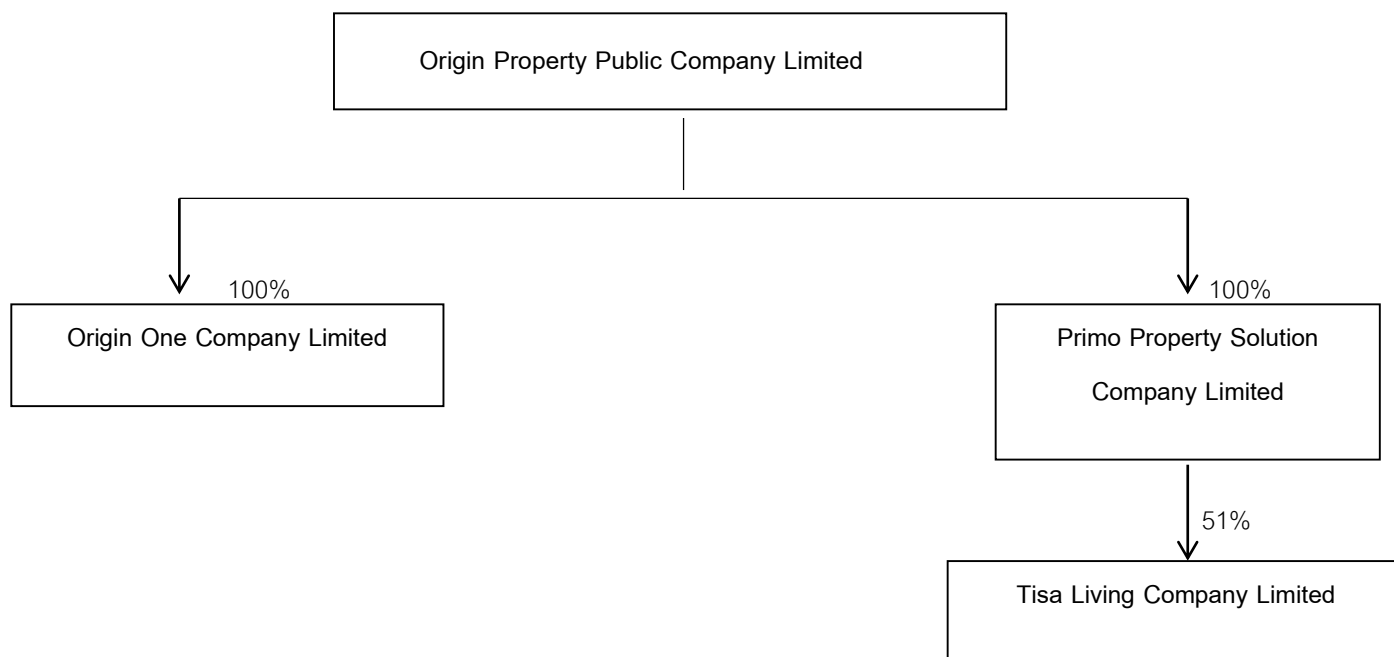 Origin Property Public Company Limited
100%
100%
Origin One Company Limited
Primo Property Solution
Company Limited
51%
Tisa Living Company Limited